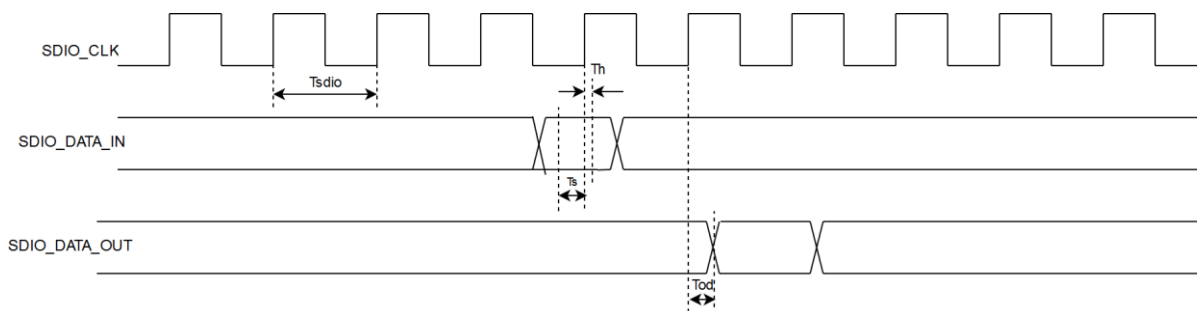 SDIO_CLK
Th
Tsdio
SDIO_DATA_IN
Ts
SDIO_DATA_OUT
Tod